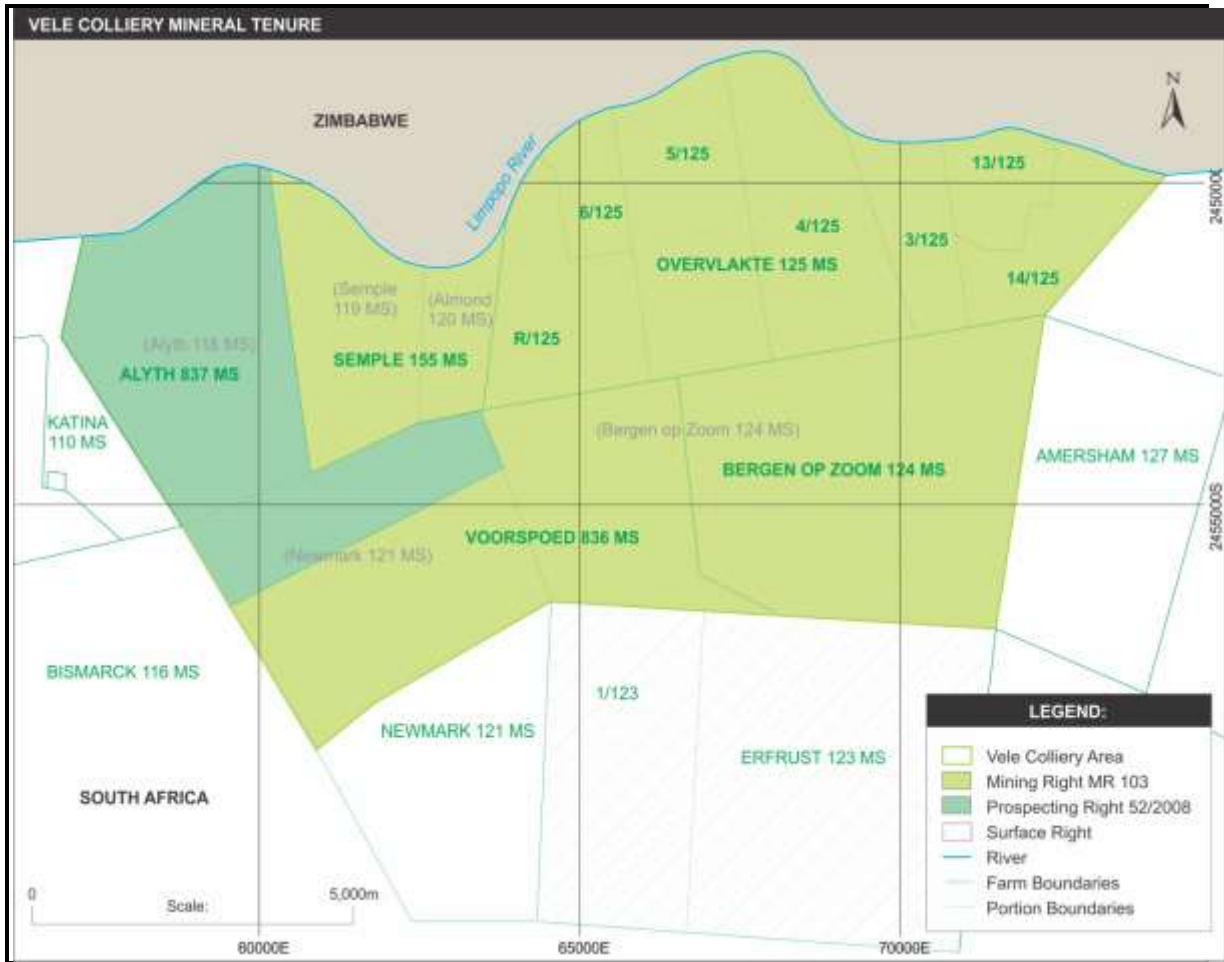 VELE COLLIERY MINERAL TENURE
N
ZIMBABWE
Limpopo River
5/125
13/125
2450000
6/125
4/125
3/125
OVERVLAKTE 125 MS
14/125
(Semple
119 MS)
(Almond
120 MS)
R/125
(Alyth 118 MS)
SEMPLE 155 MS
ALYTH 837 MS
KATINA
110 MS
(Bergen op Zoom 124 MS)
BERGEN OP ZOOM 124 MS
AMERSHAM 127 MS
2455000S
VOORSPOED 836 MS
(Newmark 121 MS)
BISMARCK 116 MS
1/123
NEWMARK 121 MS
ERFRUST 123 MS
SOUTH AFRICA
LEGEND:
Vele Colliery Area
Mining Right MR 103
Prospecting Right 52/2008
Surface Right
River
Farm Boundaries
Portion Boundaries
0
5,000m
Scale:
60000E
65000E
70000E